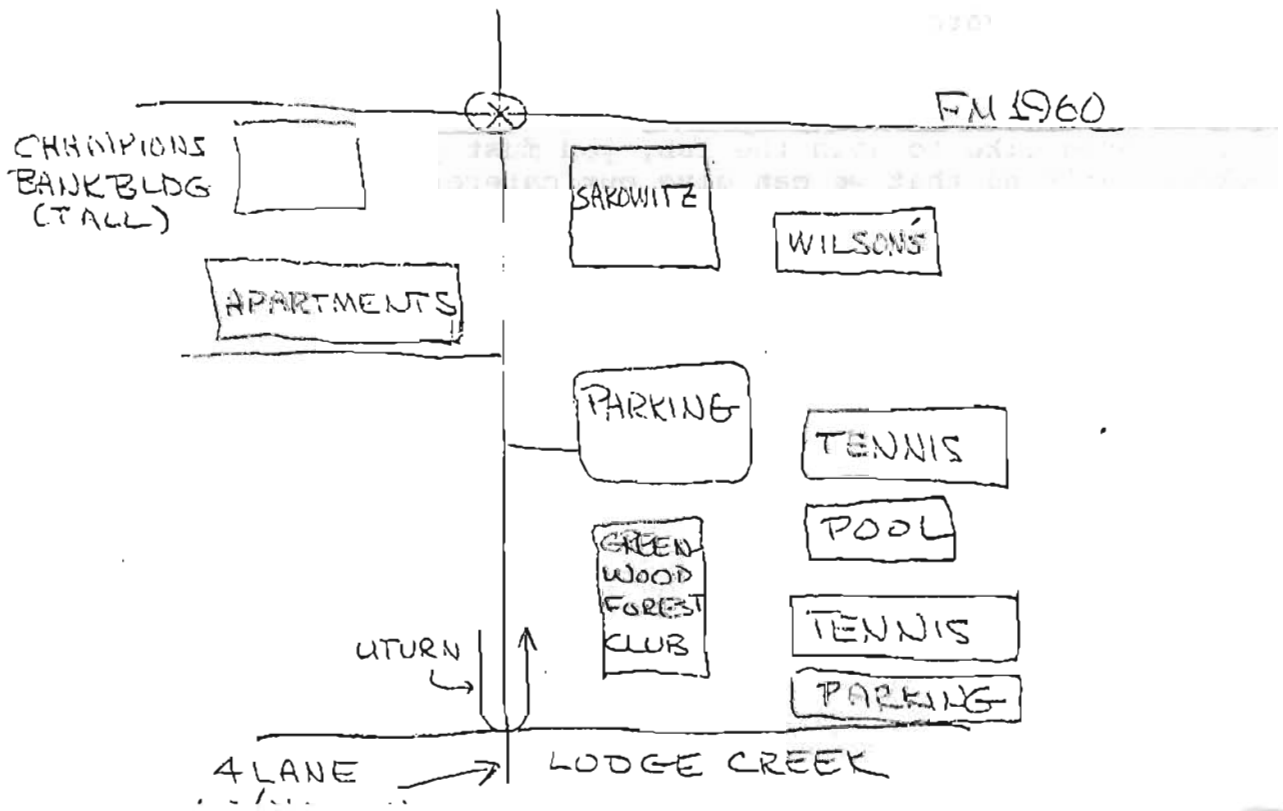 FM 1960
CHAMPIONS
BANK BLDG
(TALL)
SAKOWITZ
WILSON'S
APARTMENTS
PARKING
TENNIS
POOL
GREEN
WOOD
FOREST
CLUB
TENNIS
UTURN
PARKING
LODGE CREEK
4 LANE